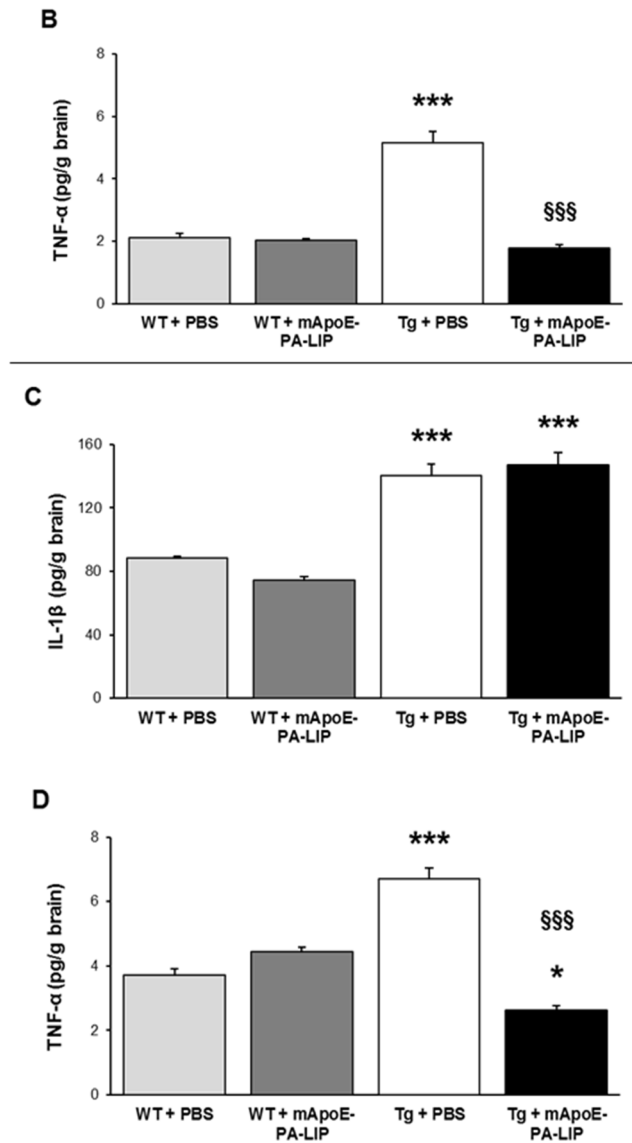 B
TNF-α (pg/g brain)
8
6
4
2
0
***
§§§
WT + PBS
WT + mApoE-
PA-LIP
Tg + PBS
Tg + mApoE-
PA-LIP
C
IL-1β (pg/g brain)
160
120
80
40
0
***
***
WT + PBS
WT + mApoE-
PA-LIP
Tg + PBS
Tg + mApoE-
PA-LIP
D
TNF-α (pg/g brain)
8
6
4
2
0
***
§§§
*
WT + PBS
WT + mApoE-
PA-LIP
Tg + PBS
Tg + mApoE-
PA-LIP